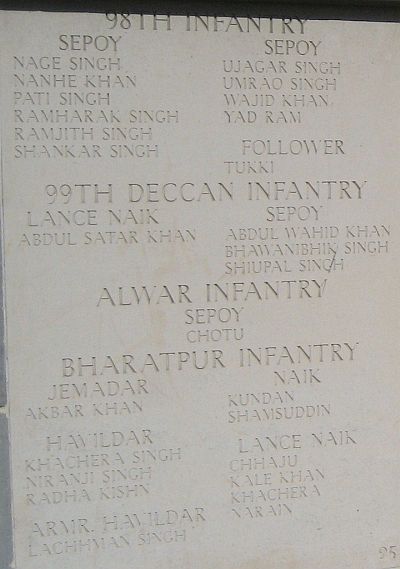 98TH INFANTRY
SEPOY
NAGE SINGH
NANHE KHAN
PATI SINGH
RAMHARAK SINGH
RAMJITH SINGH
SHANKAR SINGH
SEPOY
UJAGAR SINGH
UMRAO SINGH
WAJID KHAN
YAD RAM
FOLLOWER
TUKKI
99TH DECCAN INFANTRY
LANCE NAIK
ABDUL SATAR KHAN
SEPOY
ABDUL WAHID KHAN
BHAWANIBHIK SINGH
SHIUPAL SINGH
ALWAR INFANTRY
SEPOY
CHOTU
BHARATPUR INFANTRY
JEMADAR
AKBAR KHAN
HAVILDAR
KHACHERA SINGH
NIRANJI SINGH
RADHA KISHN
ARMR. HAVILDAR
LACHHMAN SINGH
NAIK
KUNDAN
SHAMSUDDIN
LANCE NAIK
CHHAJU
KALE KHAN
KHACHERA
NARAIN
95